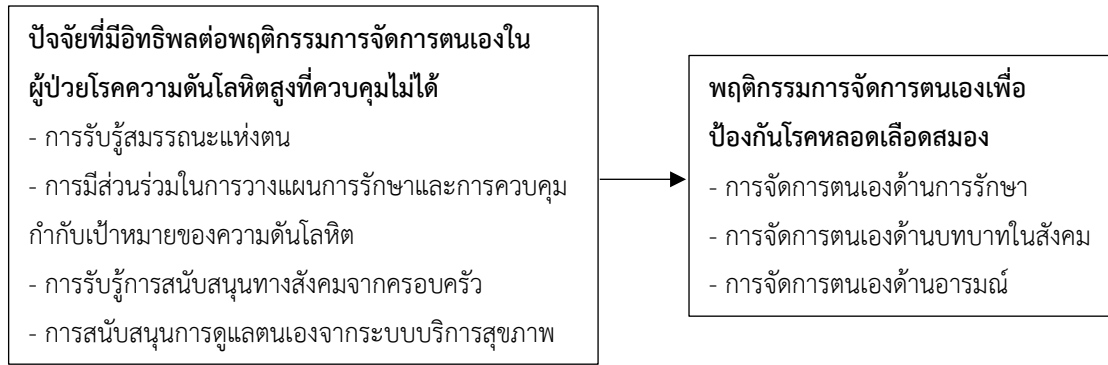 ปัจจัยที่มีอิทธิพลต่อพฤติกรรมการจัดการตนเองใน
ผู้ป่วยโรคความดันโลหิตสูงที่ควบคุมไม่ได้
- การรับรู้สมรรถนะแห่งตน
- การมีส่วนร่วมในการวางแผนการรักษาและการควบคุม
กำกับเป้าหมายของความดันโลหิต
- การรับรู้การสนับสนุนทางสังคมจากครอบครัว
- การสนับสนุนการดูแลตนเองจากระบบบริการสุขภาพ
พฤติกรรมการจัดการตนเองเพื่อ
ป้องกันโรคหลอดเลือดสมอง
- การจัดการตนเองด้านการรักษา
- การจัดการตนเองด้านบทบาทในสังคม
- การจัดการตนเองด้านอารมณ์